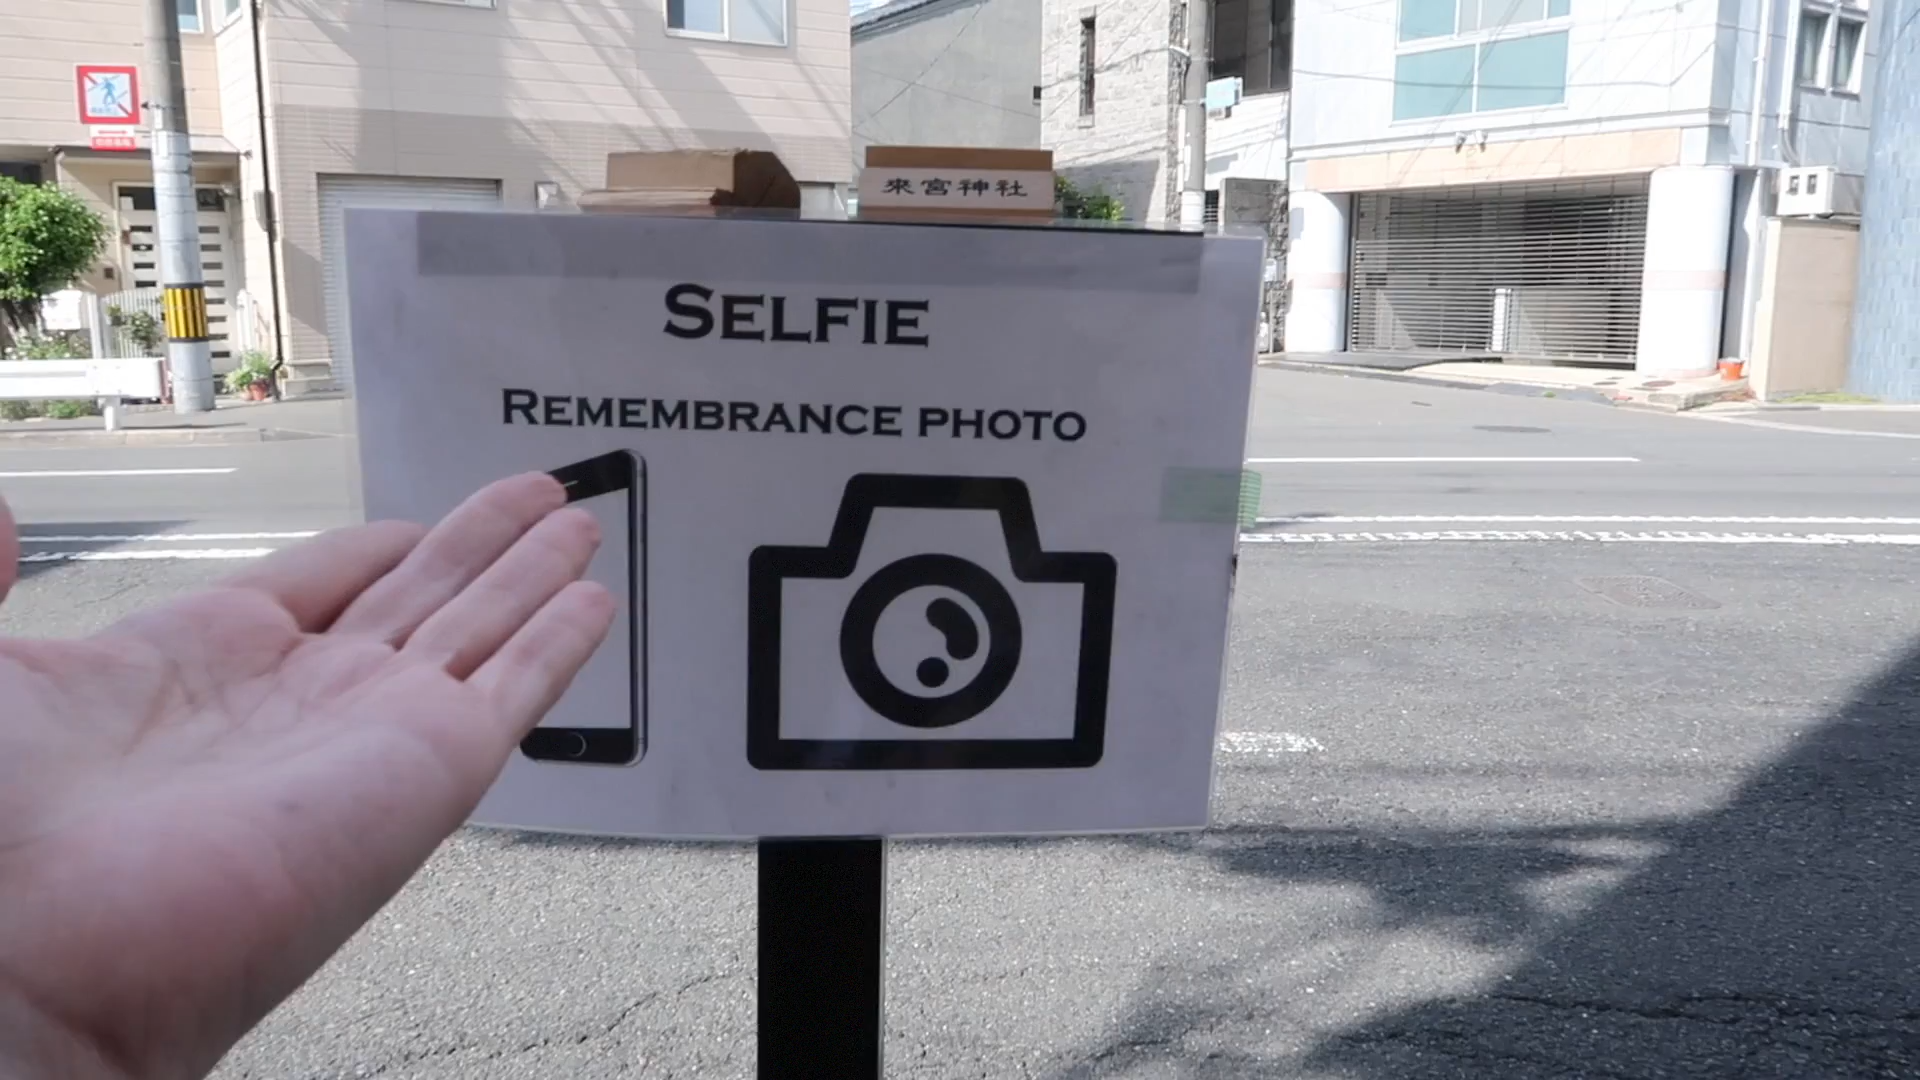 來宮神社
SELFIE
REMEMBRANCE PHOTO